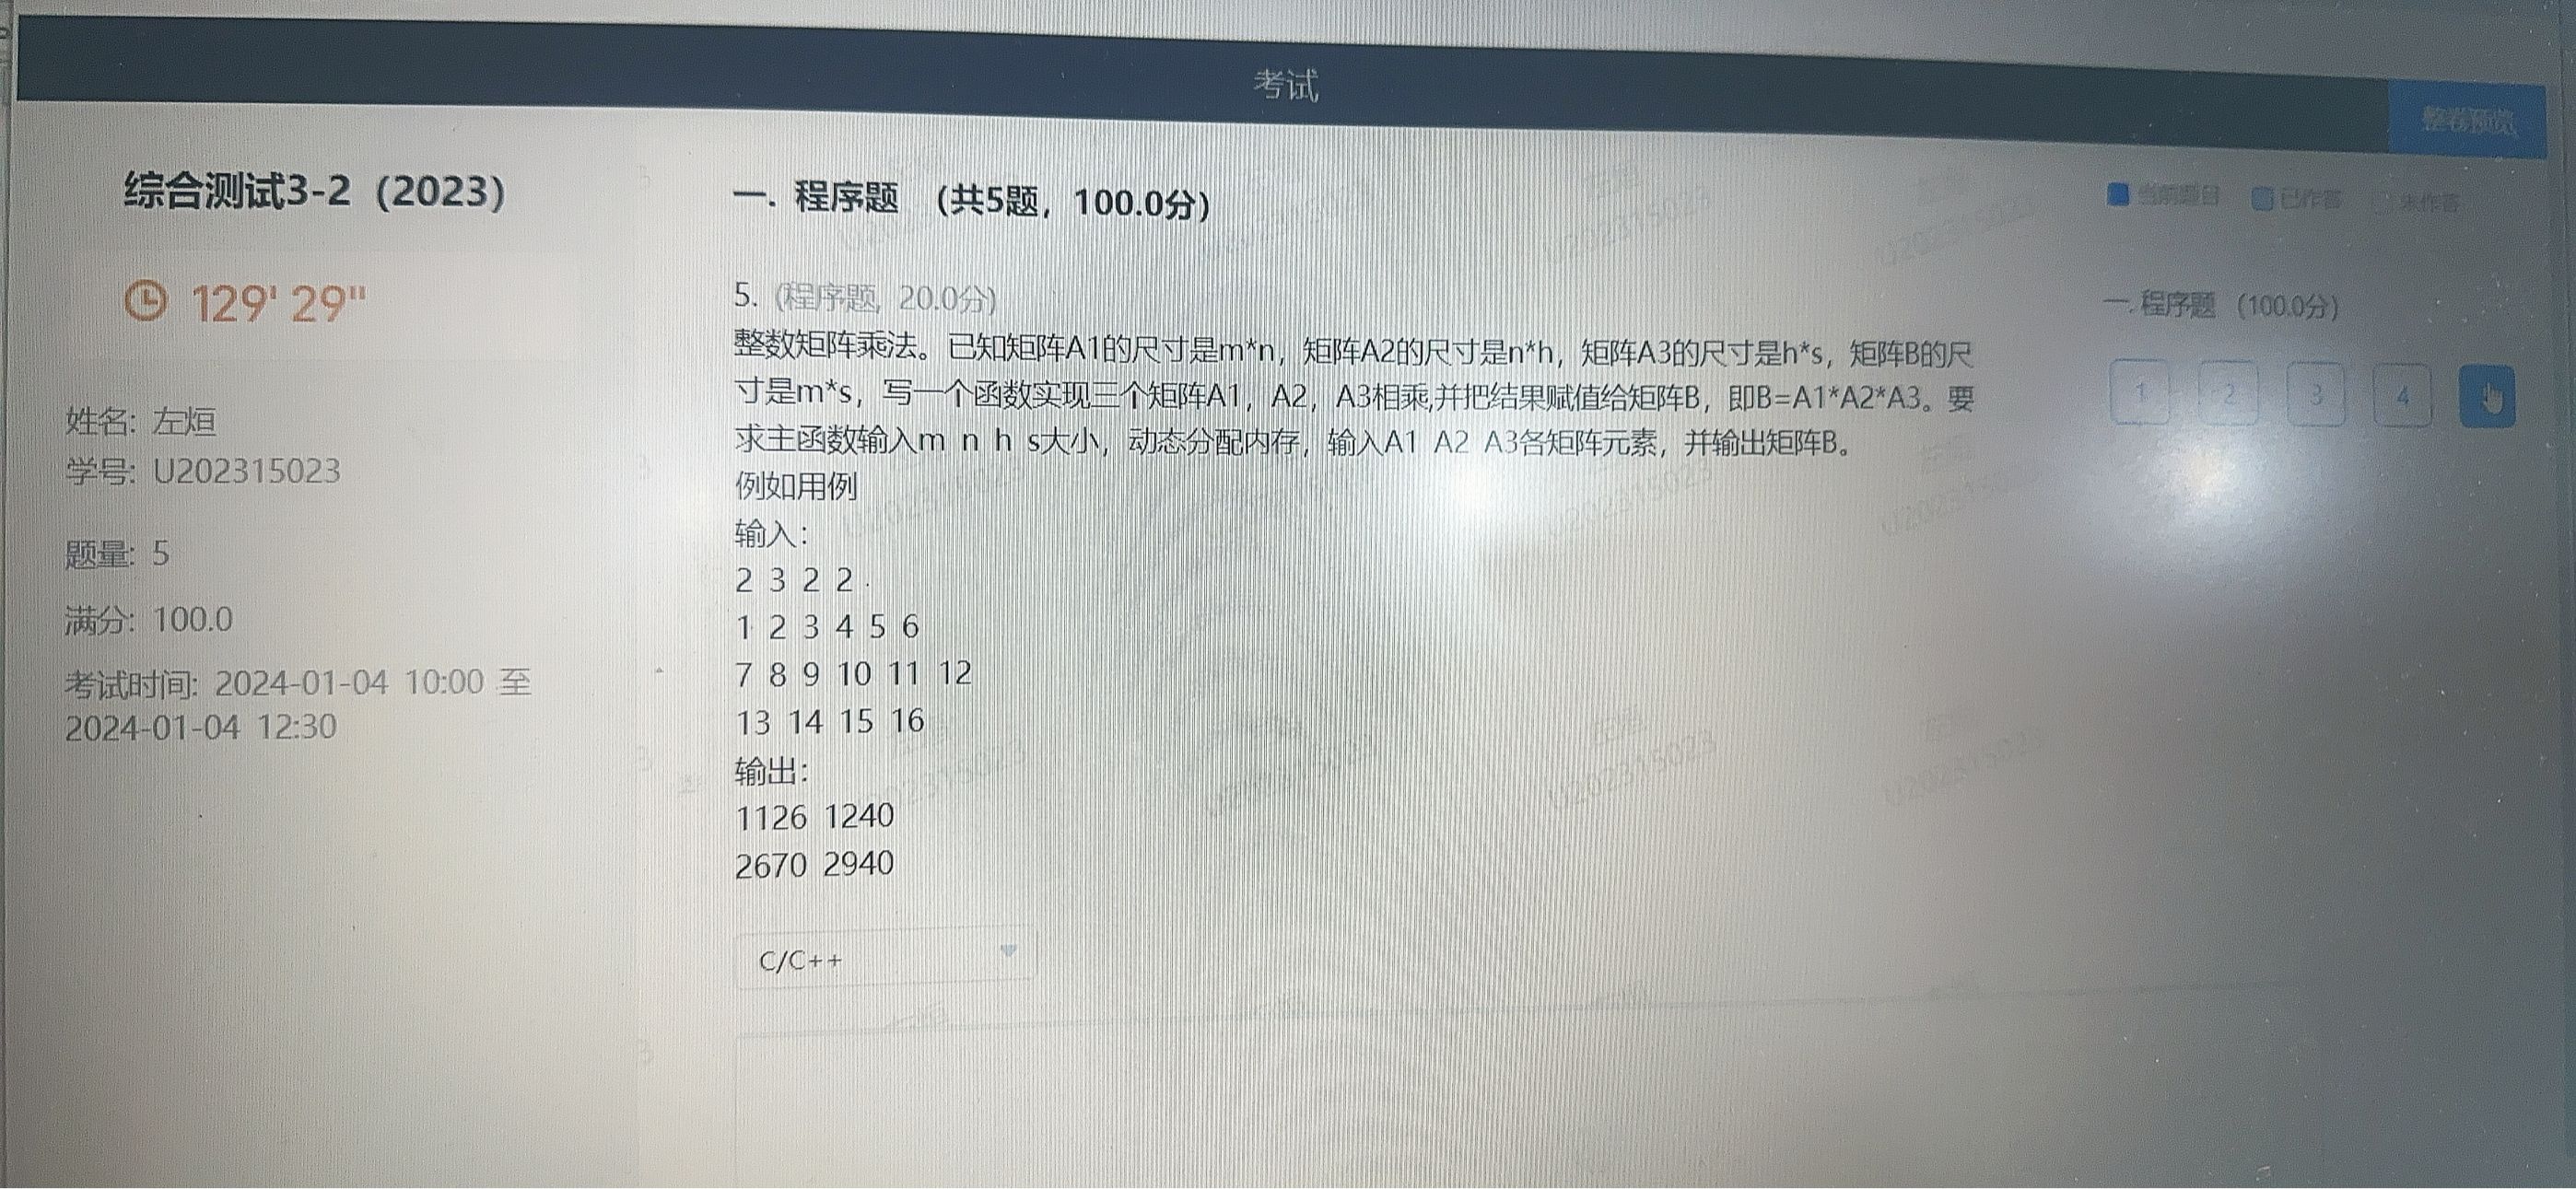 考试
整卷预览
综合测试3-2（2023）
129' 29"
姓名: 左烜
学号: U202315023
题量: 5
满分: 100.0
考试时间: 2024-01-04 10:00 至
2024-01-04 12:30
一. 程序题 （共5题，100.0分）
5. (程序题, 20.0分)
整数矩阵乘法。已知矩阵A1的尺寸是m*n，矩阵A2的尺寸是n*h，矩阵A3的尺寸是h*s，矩阵B的尺
寸是m*s，写一个函数实现三个矩阵A1，A2，A3相乘,并把结果赋值给矩阵B，即B=A1*A2*A3。要
求主函数输入m n h s大小，动态分配内存，输入A1 A2 A3各矩阵元素，并输出矩阵B。
例如用例
输入：
2 3 2 2
1 2 3 4 5 6
7 8 9 10 11 12
13 14 15 16
输出：
1126 1240
2670 2940
C/C++
当前题目 已作答 未作答
一. 程序题 （100.0分）
1 2 3 4